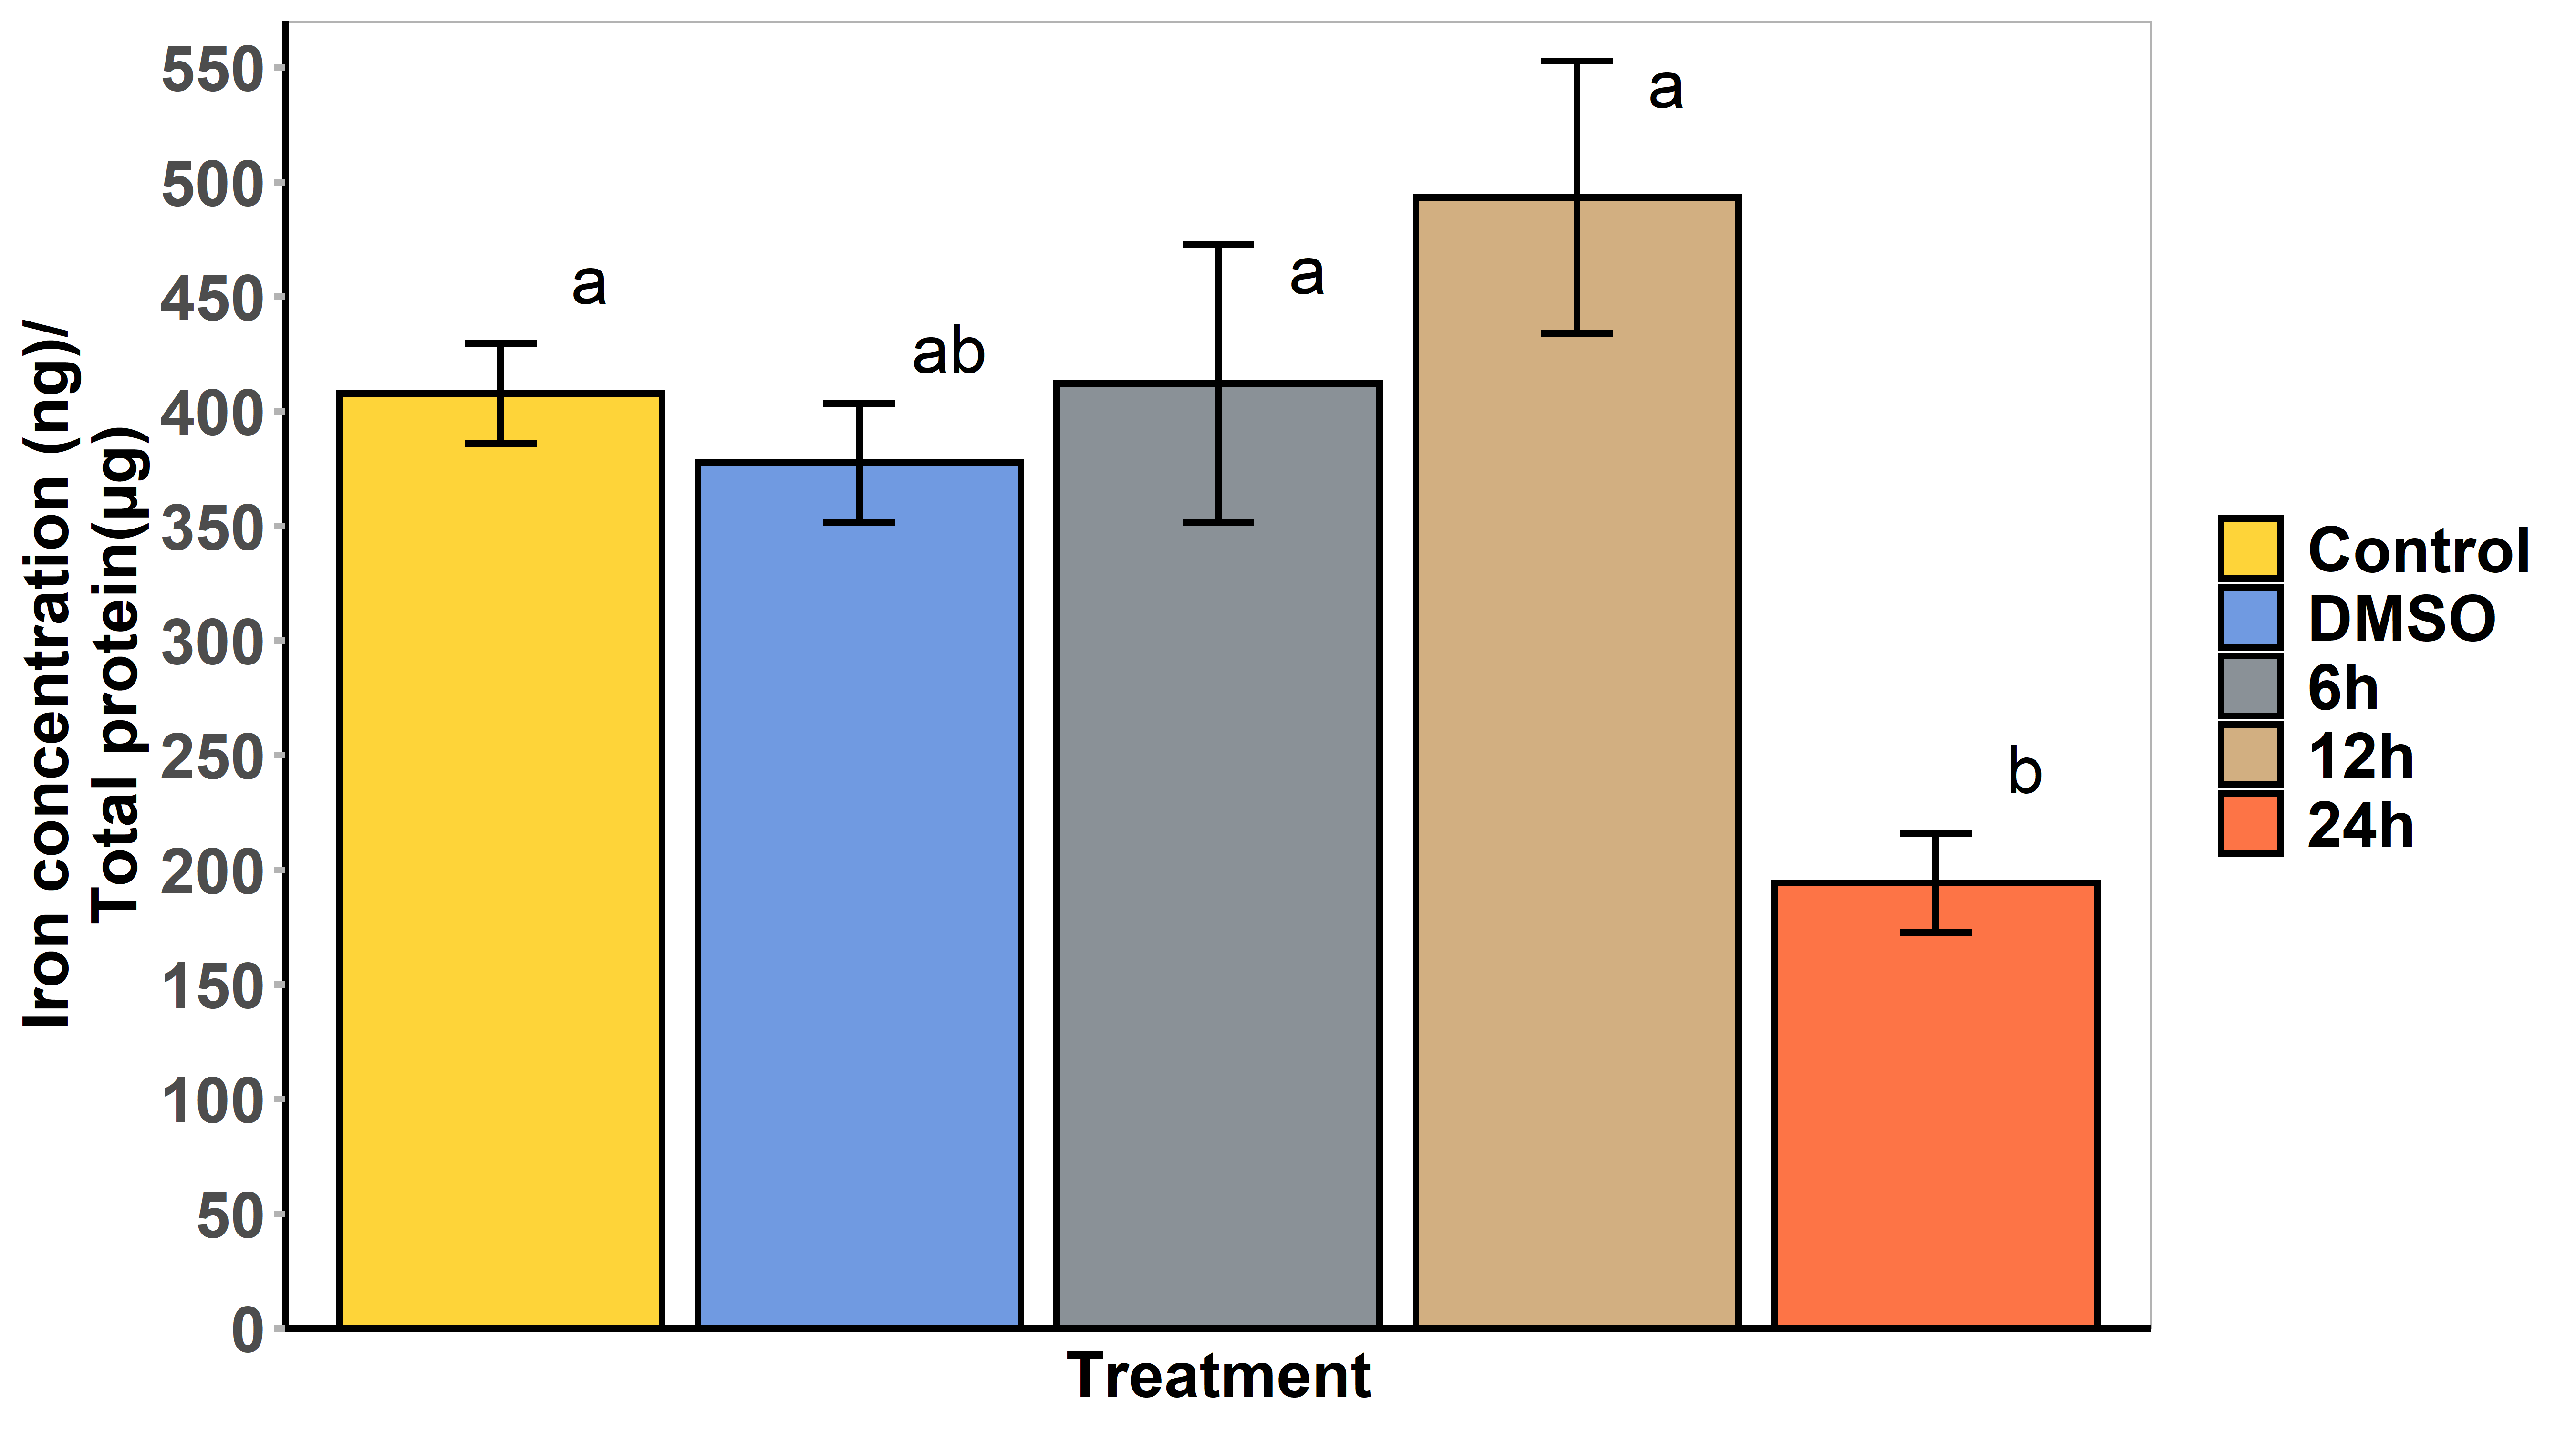 Iron concentration (ng)/
Total protein(µg)
550
500
450
400
350
300
250
200
150
100
50
0
a
ab
a
a
b
Treatment
Control
DMSO
6h
12h
24h